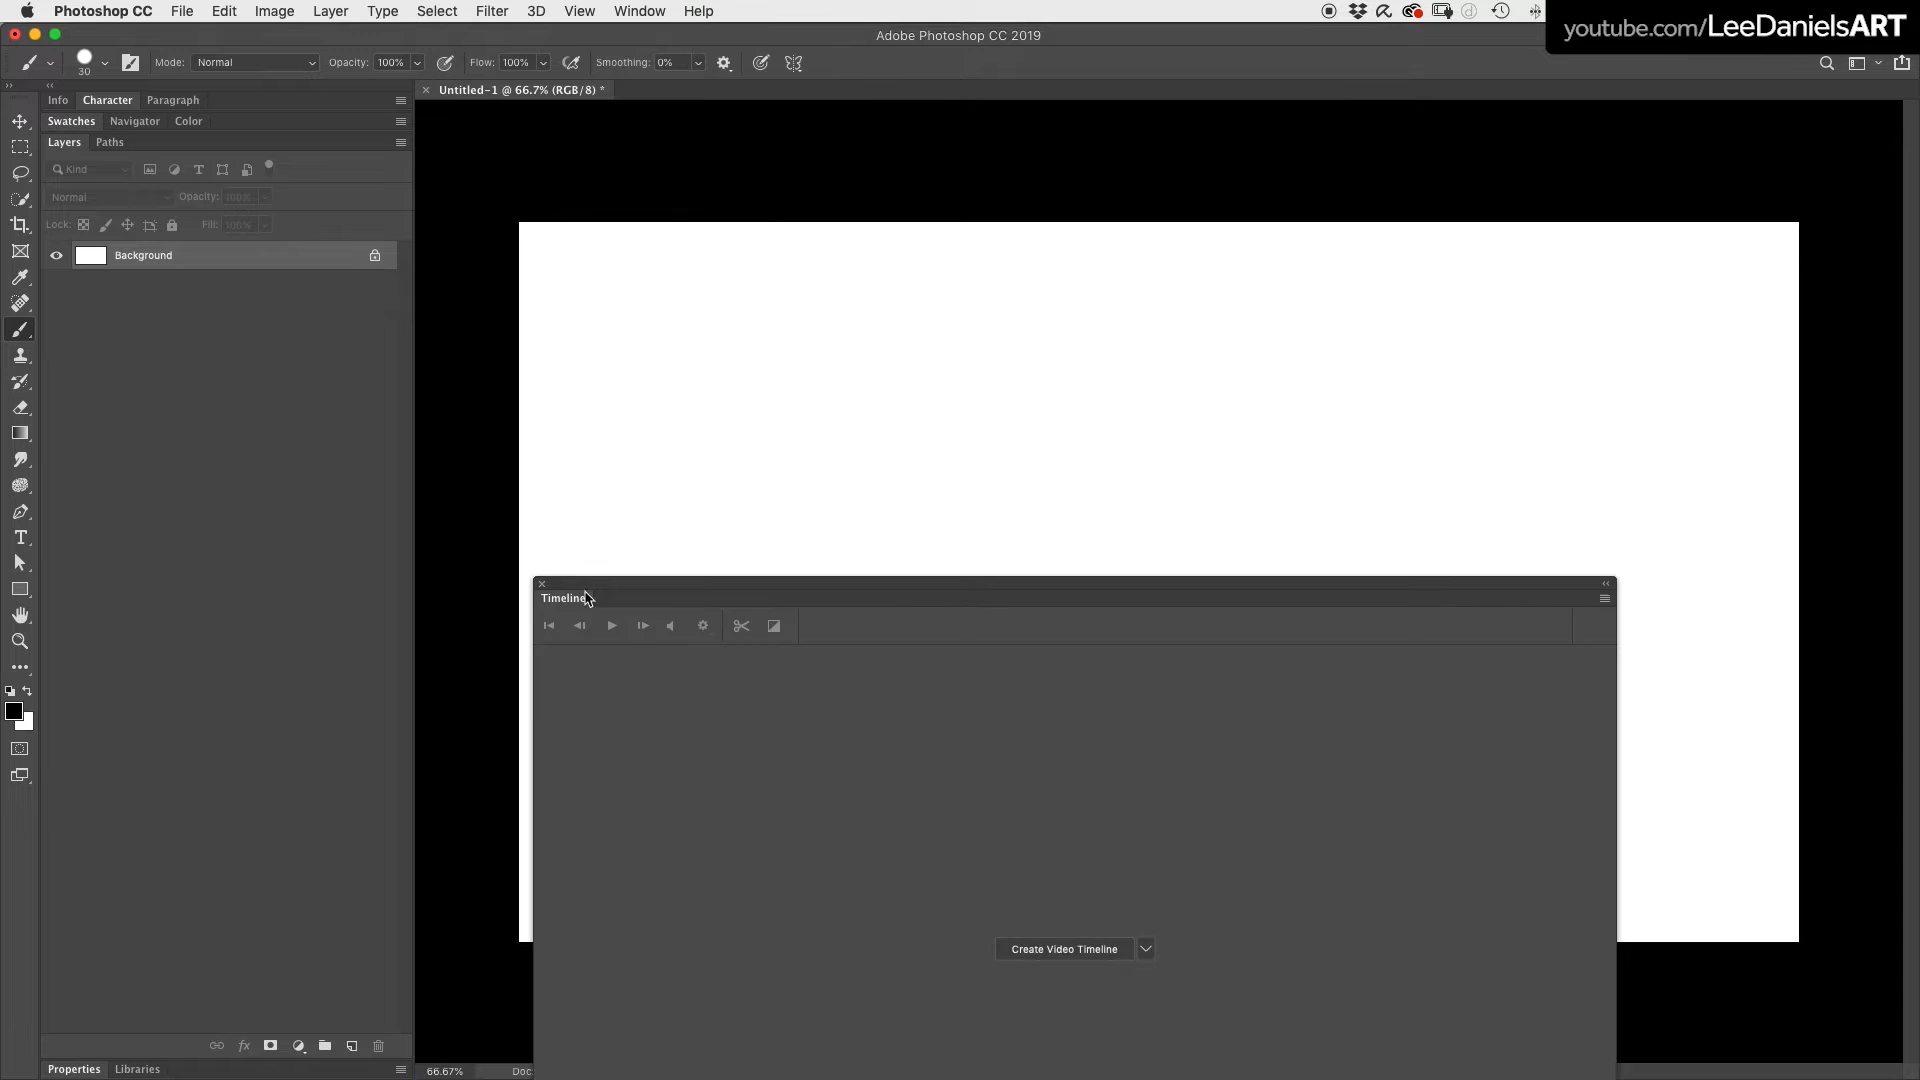 Photoshop CC File Edit Image Layer Type Select Filter 3D View Window Help
youtube.com/LeeDanielsART
Adobe Photoshop CC 2019
30 Mode: Normal Opacity: 100% Flow: 100% Smoothing: 0%
Info Character Paragraph
Untitled-1 @ 66.7% (RGB/8) *
Swatches Navigator Color
Layers Paths
Kind
Normal Opacity: 100%
Lock: Fill: 100%
Background
Timeline
Create Video Timeline
Properties Libraries
66.67% Doc: